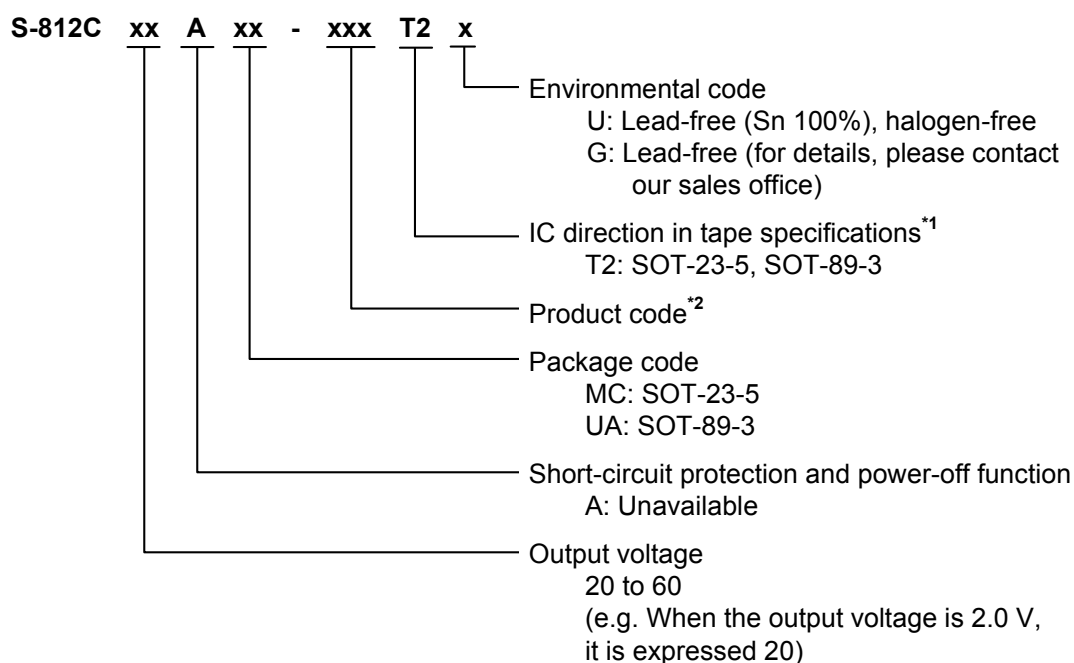 S-812C xx A xx - xxx T2 x
Environmental code
U: Lead-free (Sn 100%), halogen-free
G: Lead-free (for details, please contact
our sales office)
IC direction in tape specifications*1
T2: SOT-23-5, SOT-89-3
Product code*2
Package code
MC: SOT-23-5
UA: SOT-89-3
Short-circuit protection and power-off function
A: Unavailable
Output voltage
20 to 60
(e.g. When the output voltage is 2.0 V,
it is expressed 20)